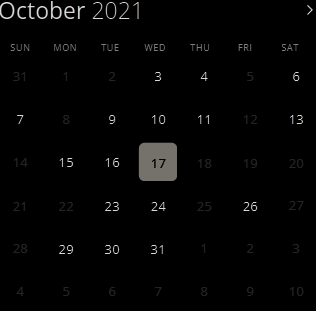 October 2021
SUN MON TUE WED THU FRI SAT
31 1 2 3 4 5 6
7 8 9 10 11 12 13
14 15 16 17 18 19 20
21 22 23 24 25 26 27
28 29 30 31 1 2 3
4 5 6 7 8 9 10